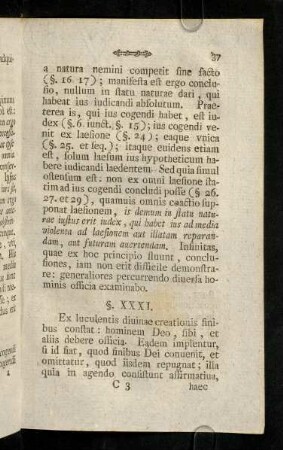 37
a natura nemini competit sine facto
(§. 16. 17); manifesta est ergo conclu-
sio, nullum in statu naturae dari, qui
habeat ius iudicandi absolutum. Prae-
terea is, qui ius cogendi habet, est iu-
dex (§. 6. iunct. §. 15); ius cogendi ve-
nit ex laesione (§. 24); eaque vnica
(§. 25. et seq.); itaque euidens etiam
est, solum laesum ius hypotheticum ha-
bere iudicandi laedentem Sed quia simul
ostensum est: non ex omni laesione sta-
tim ad ius cogendi concludi posse (§ 26.
27. et 29), quamuis omnis coactio sup-
ponat laesionem, is demum in statu natu-
rae iustus erit iudex, qui habet ius ad media
violenta ad laesionem aut illatam reparan-
dam, aut futuram auertendam. Infinitas,
quae ex hoc principio fluunt, conclu-
siones, iam non erit difficile demonstra-
re: generaliores percurrendo diuersa ho-
minis officia examinabo.
§. XXXI.
Ex luculentis diuinae creationis fini-
bus constat: hominem Deo, sibi, et
aliis debere officia. Eadem implentur,
si id fiat, quod finibus Dei conuenit, et
omittatur, quod iisdem repugnat; illa
quia in agendo consistunt affirmatiua,
C 3 haec